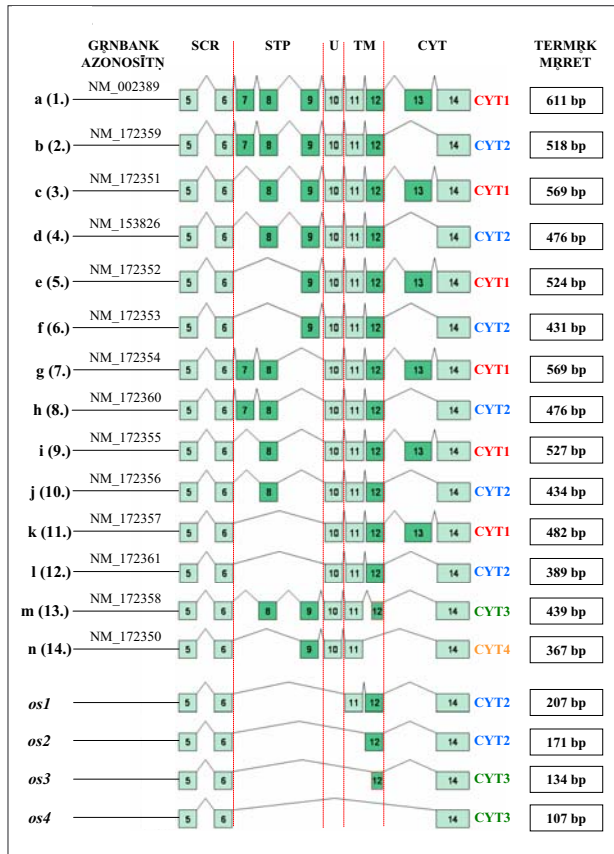 GŖNBANK AZONOSÍTŅ SCR STP U TM CYT TERMŖK MŖRET
a (1.) NM_002389 5 6 7 8 9 10 11 12 13 14 CYT1 611 bp
b (2.) NM_172359 5 6 7 8 9 10 11 12 14 CYT2 518 bp
c (3.) NM_172351 5 6 8 9 10 11 12 13 14 CYT1 569 bp
d (4.) NM_153826 5 6 8 9 10 11 12 14 CYT2 476 bp
e (5.) NM_172352 5 6 9 10 11 12 13 14 CYT1 524 bp
f (6.) NM_172353 5 6 9 10 11 12 14 CYT2 431 bp
g (7.) NM_172354 5 6 7 8 10 11 12 13 14 CYT1 569 bp
h (8.) NM_172360 5 6 7 8 10 11 12 14 CYT2 476 bp
i (9.) NM_172355 5 6 8 10 11 12 13 14 CYT1 527 bp
j (10.) NM_172356 5 6 8 10 11 12 14 CYT2 434 bp
k (11.) NM_172357 5 6 10 11 12 13 14 CYT1 482 bp
l (12.) NM_172361 5 6 10 11 12 14 CYT2 389 bp
m (13.) NM_172358 5 6 8 9 10 11 12 14 CYT3 439 bp
n (14.) NM_172350 5 6 9 10 11 14 CYT4 367 bp
os1 5 6 11 12 14 CYT2 207 bp
os2 5 6 12 14 CYT2 171 bp
os3 5 6 12 14 CYT3 134 bp
os4 5 6 14 CYT3 107 bp